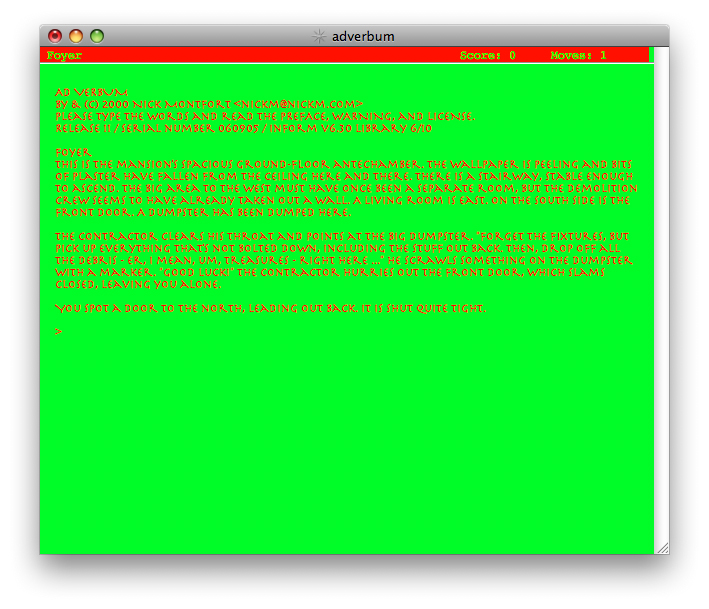 adverbum
Foyer Score: 0 Moves: 1
AD VERBUM
BY & (C) 2000 NICK MONTFORT <NICKM@NICKM.COM>
PLEASE TYPE THE WORDS AND READ THE PREFACE, WARNING, AND LICENSE.
RELEASE 11 / SERIAL NUMBER 060905 / INFORM V6.30 LIBRARY 6/10
FOYER
THIS IS THE MANSION'S SPACIOUS GROUND-FLOOR ANTECHAMBER. THE WALLPAPER IS PEELING AND BITS
OF PLASTER HAVE FALLEN FROM THE CEILING HERE AND THERE. THERE IS A STAIRWAY, STABLE ENOUGH
TO ASCEND. THE BIG AREA TO THE WEST MUST HAVE ONCE BEEN A SEPARATE ROOM, BUT THE DEMOLITION
CREW SEEMS TO HAVE ALREADY TAKEN OUT A WALL. A LIVING ROOM IS EAST. ON THE SOUTH SIDE IS THE
FRONT DOOR. A DUMPSTER HAS BEEN DUMPED HERE.
THE CONTRACTOR CLEARS HIS THROAT AND POINTS AT THE BIG DUMPSTER. "FORGET THE FIXTURES, BUT
PICK UP EVERYTHING THAT'S NOT BOLTED DOWN, INCLUDING THE STUFF OUT BACK. THEN, DROP OFF ALL
THE DEBRIS - ER, I MEAN, UM, TREASURES - RIGHT HERE ..." HE SCRAWLS SOMETHING ON THE DUMPSTER
WITH A MARKER. "GOOD LUCK!" THE CONTRACTOR HURRIES OUT THE FRONT DOOR, WHICH SLAMS
CLOSED, LEAVING YOU ALONE.
YOU SPOT A DOOR TO THE NORTH, LEADING OUT BACK. IT IS SHUT QUITE TIGHT.
>